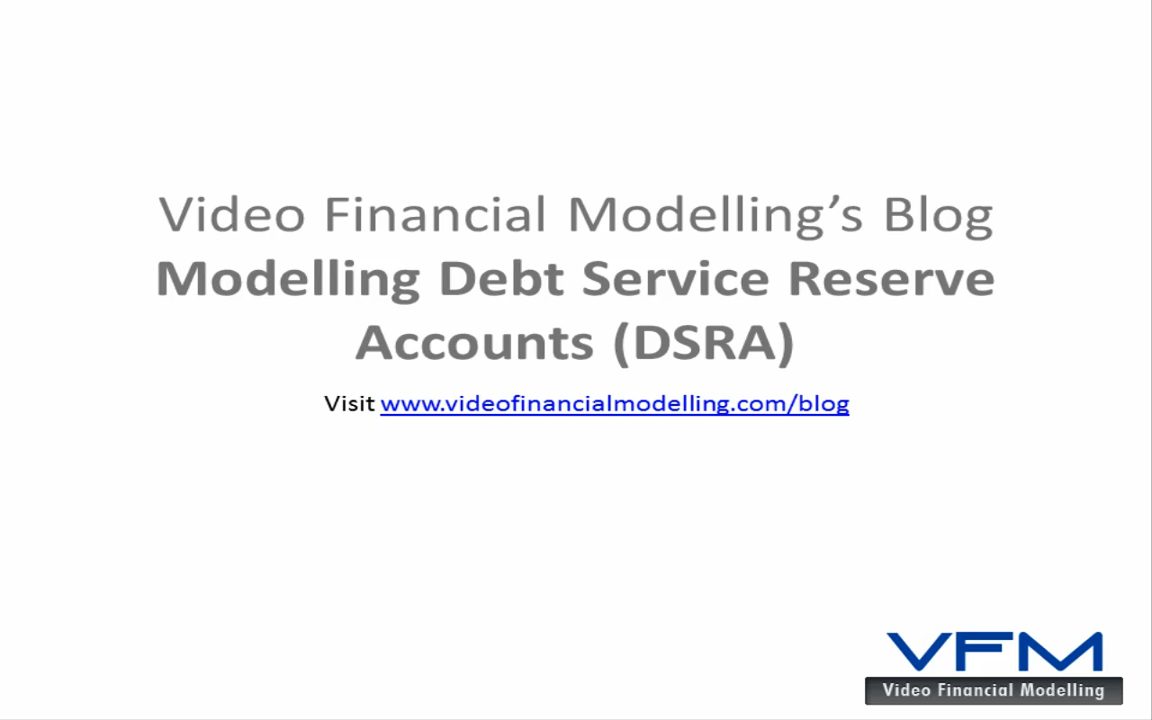 Video Financial Modelling’s Blog
Modelling Debt Service Reserve
Accounts (DSRA)
Visit www.videofinancialmodelling.com/blog
VFM
Video Financial Modelling